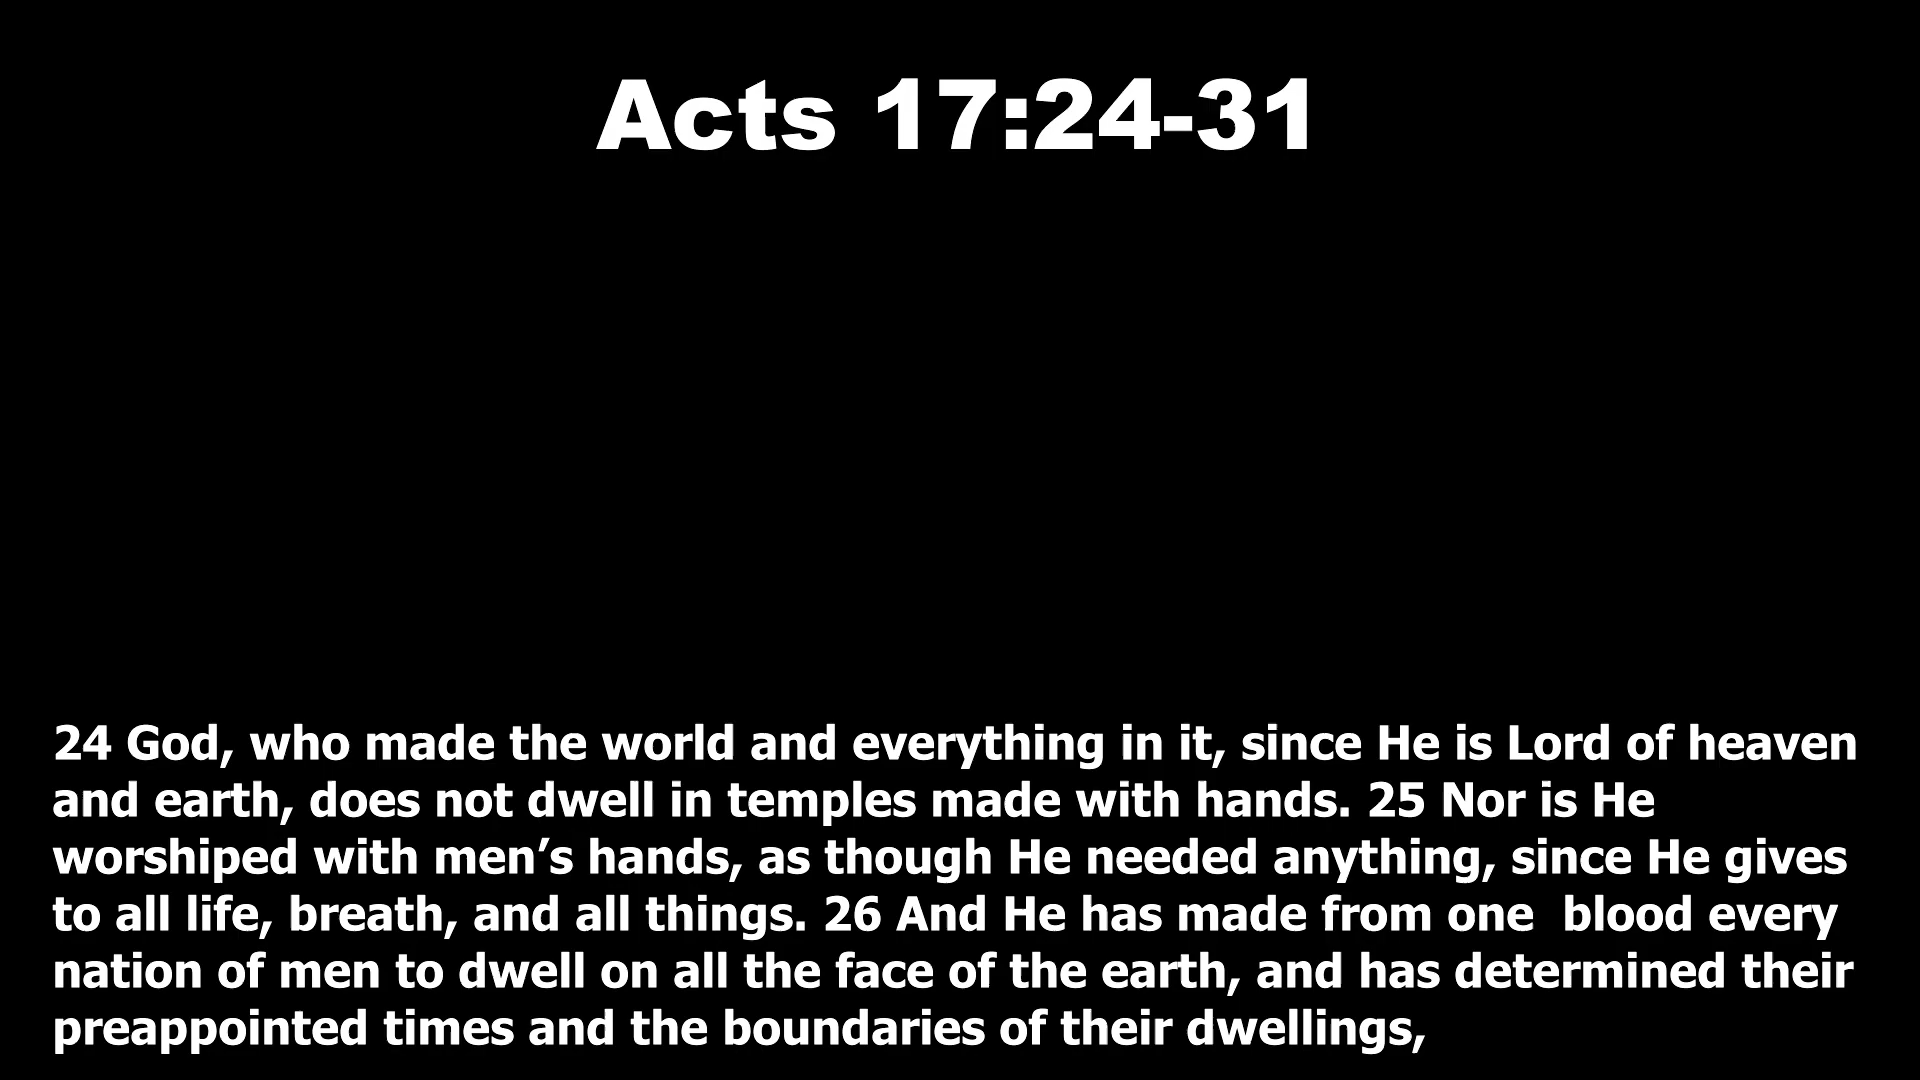 Acts 17:24-31
24 God, who made the world and everything in it, since He is Lord of heaven
and earth, does not dwell in temples made with hands. 25 Nor is He
worshiped with men’s hands, as though He needed anything, since He gives
to all life, breath, and all things. 26 And He has made from one  blood every
nation of men to dwell on all the face of the earth, and has determined their
preappointed times and the boundaries of their dwellings,